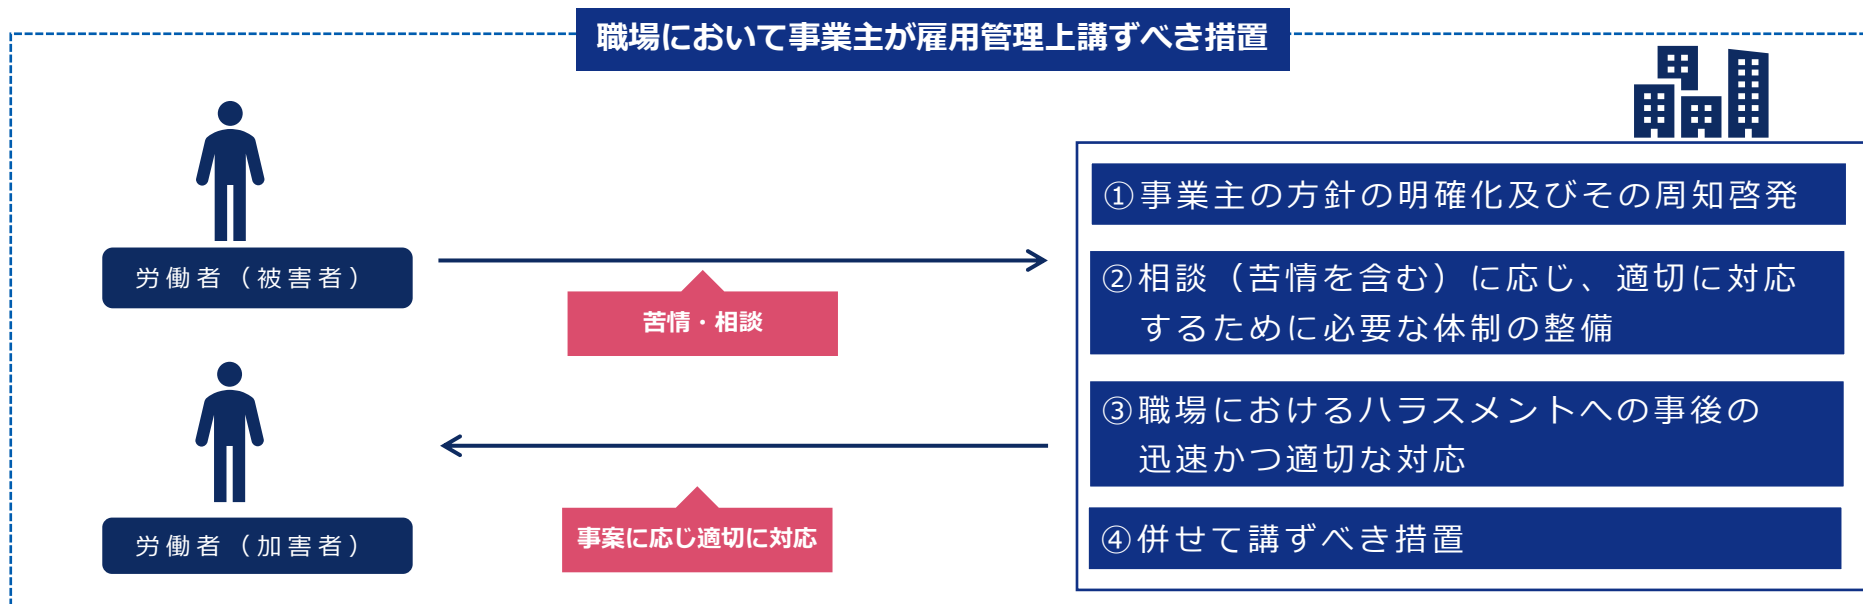 職場において事業主が雇用管理上講ずべき措置
労働者（被害者）
苦情・相談
労働者（加害者）
事案に応じ適切に対応
①事業主の方針の明確化及びその周知啓発
②相談（苦情を含む）に応じ、適切に対応
するために必要な体制の整備
③職場におけるハラスメントへの事後の
迅速かつ適切な対応
④併せて講ずべき措置